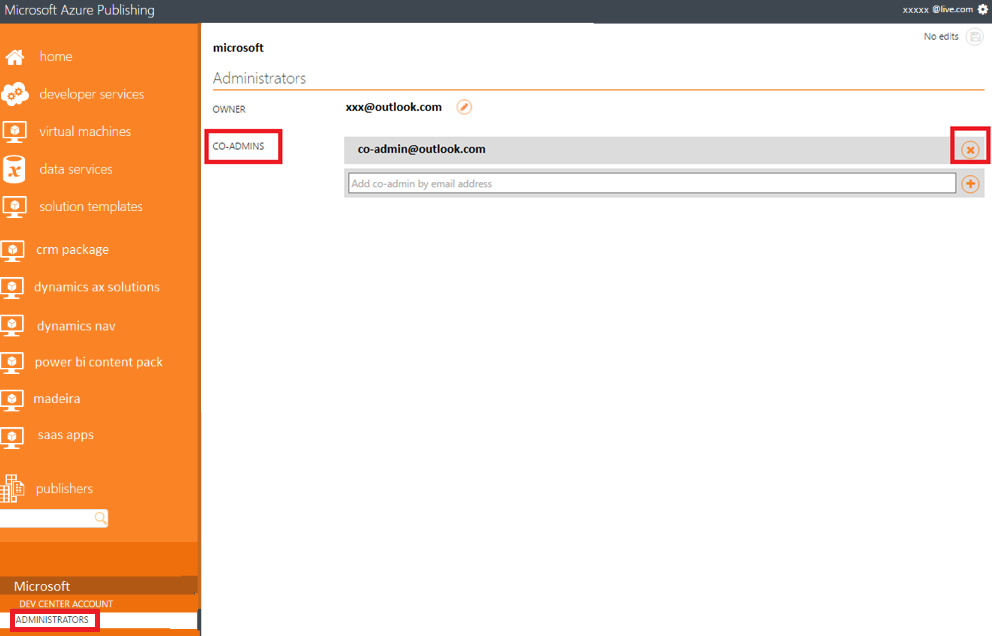 Microsoft Azure Publishing
xxxxx @live.com
No edits
home
developer services
virtual machines
data services
solution templates
crm package
dynamics ax solutions
dynamics nav
power bi content pack
madeira
saas apps
publishers
Microsoft
DEV CENTER ACCOUNT
ADMINISTRATORS
microsoft
Administrators
OWNER
xxx@outlook.com
CO-ADMINS
co-admin@outlook.com
Add co-admin by email address